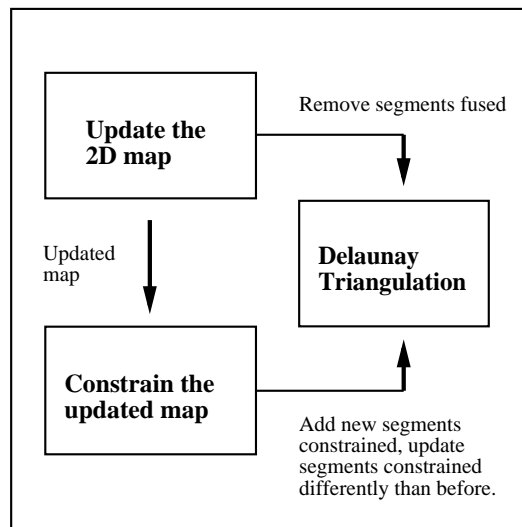 Remove segments fused
Update the
2D map
Updated
map
Delaunay
Triangulation
Constrain the
updated map
Add new segments
constrained, update
segments constrained
differently than before.